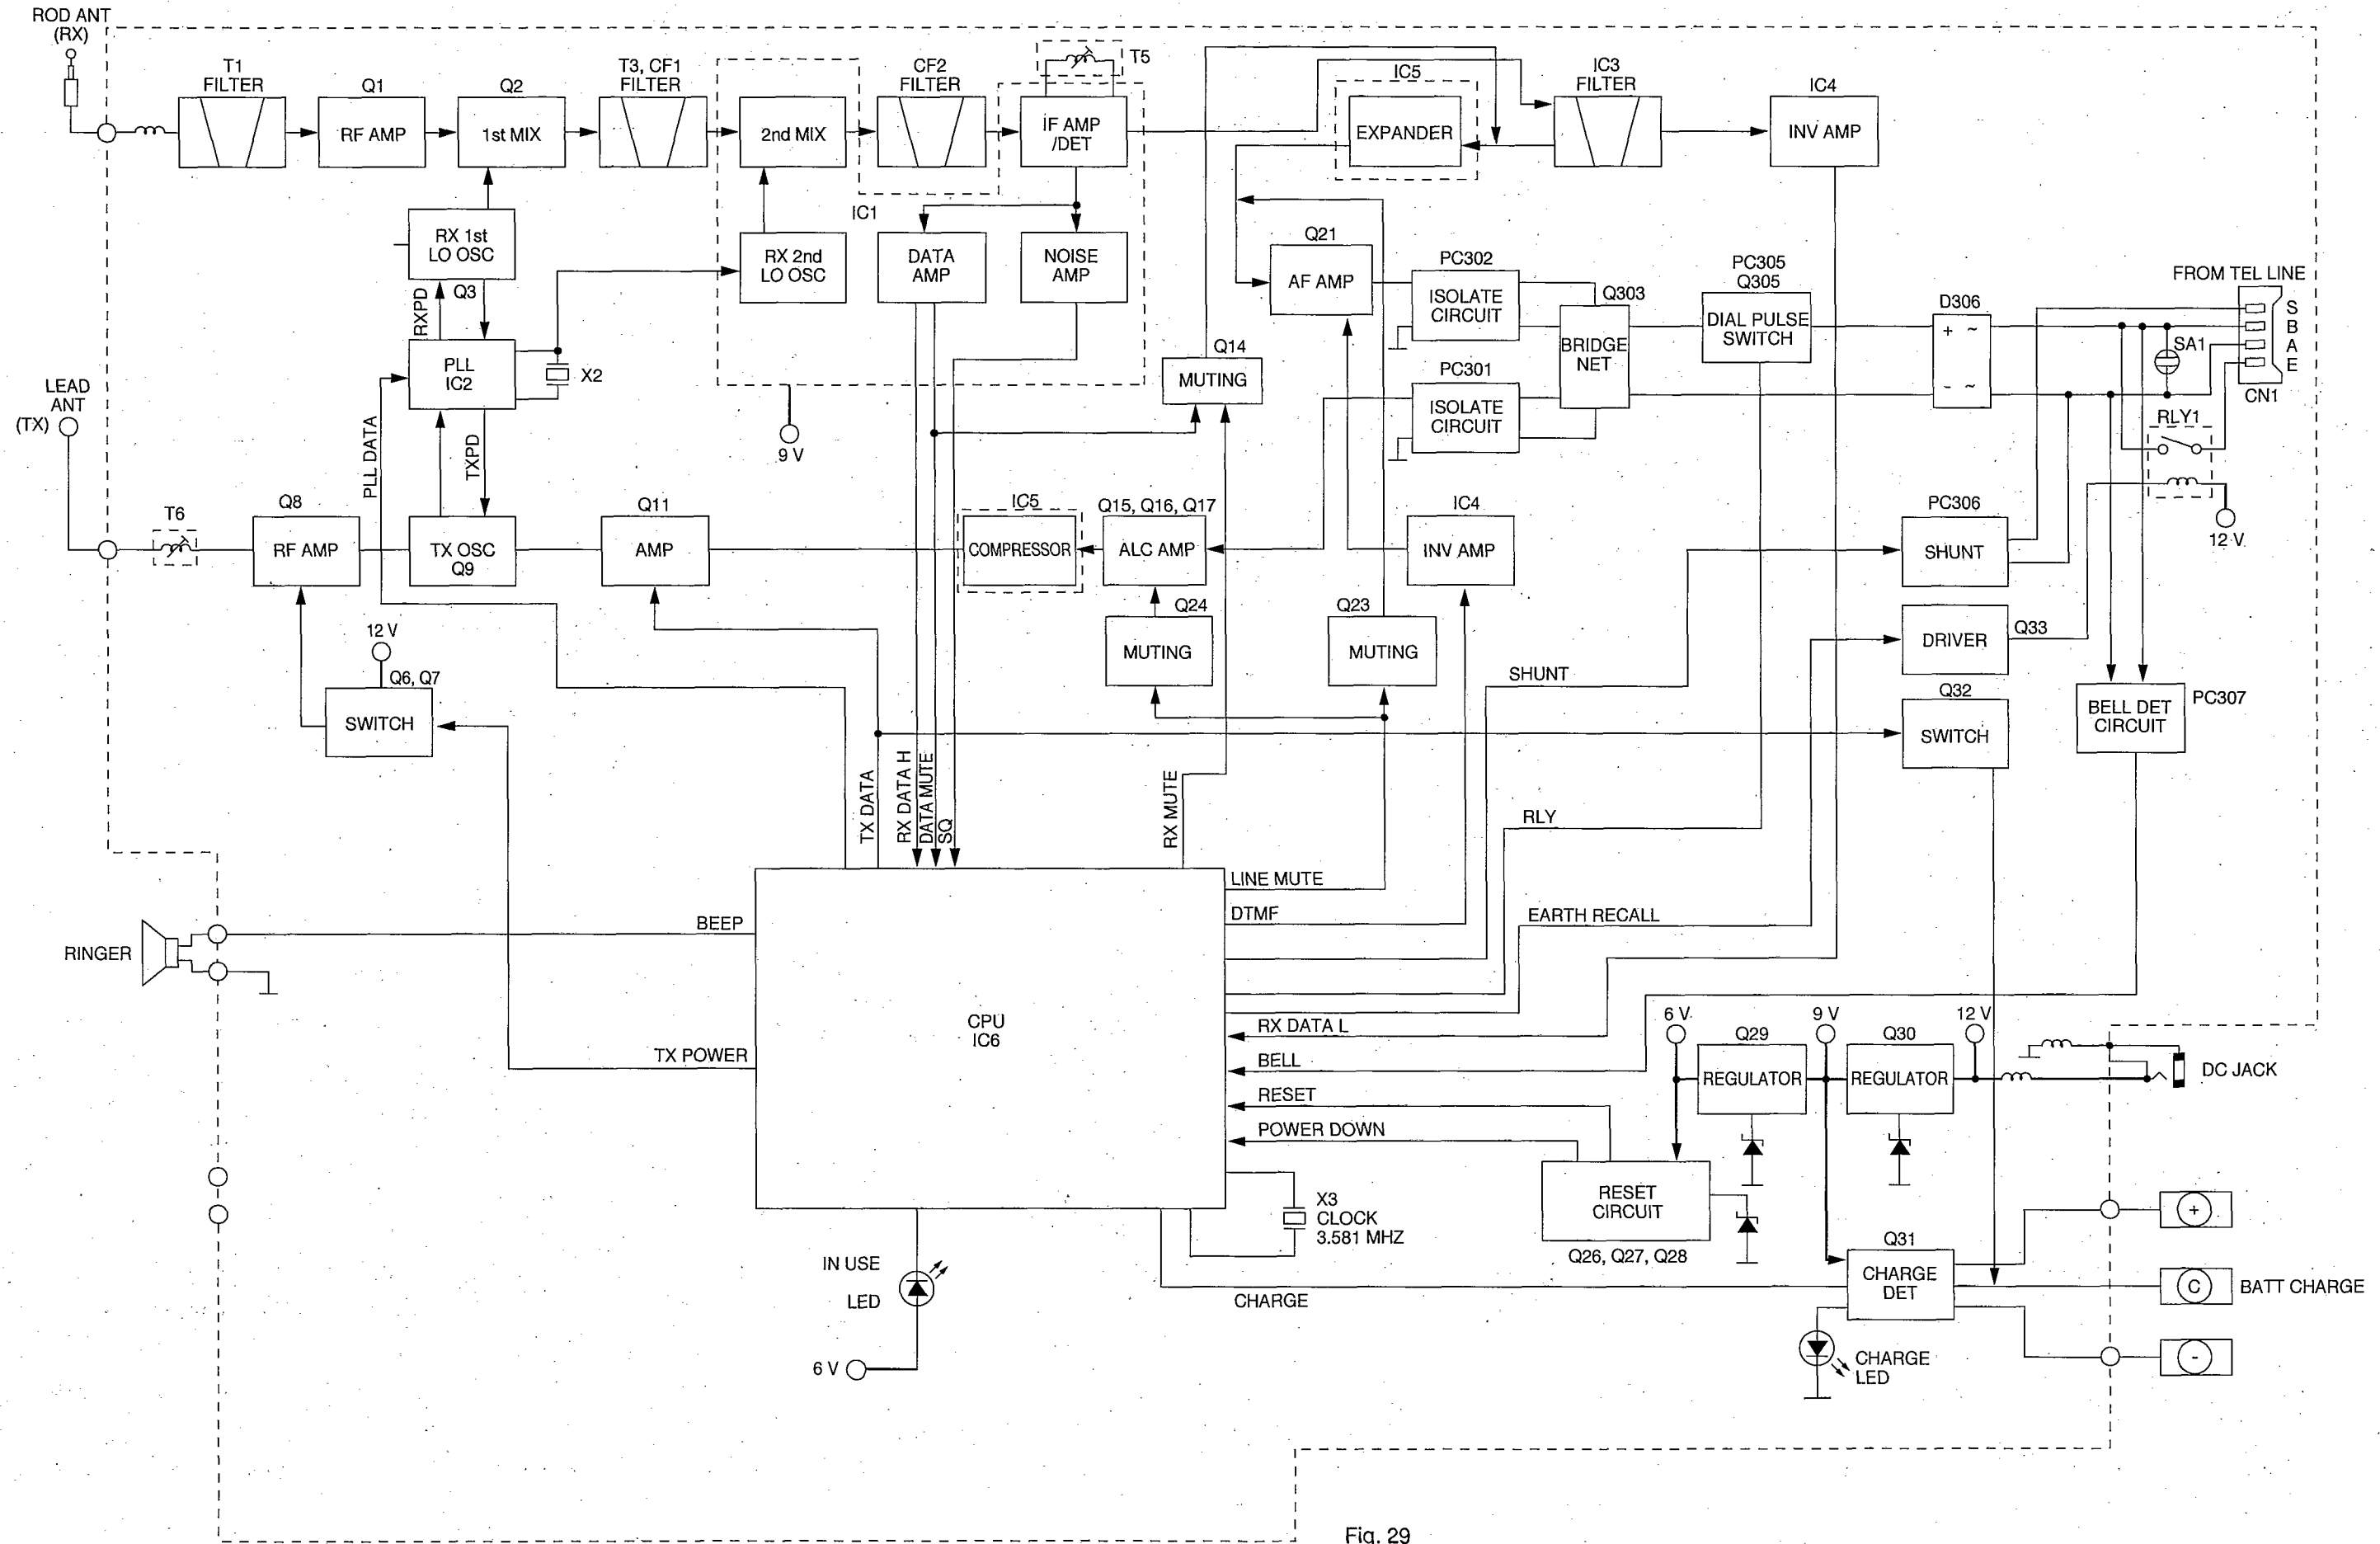 ROD ANT
(RX)
T1
FILTER
Q1
RF AMP
Q2
1st MIX
T3, CF1
FILTER
2nd MIX
CF2
FILTER
T5
IF AMP
/DET
IC5
EXPANDER
IC3
FILTER
IC4
INV AMP
IC1
RX 1st
LO OSC
RX 2nd
LO OSC
DATA
AMP
NOISE
AMP
Q21
AF AMP
PC302
ISOLATE
CIRCUIT
Q303
BRIDGE
NET
PC305
Q305
DIAL PULSE
SWITCH
D306
+ ~
- ~
FROM TEL LINE
S
B
A
E
SA1
CN1
RXPD
Q3
PLL
IC2
X2
Q14
MUTING
PC301
ISOLATE
CIRCUIT
RLY1
12 V
LEAD
ANT
(TX)
PLL DATA
TXPD
9 V
T6
Q8
RF AMP
TX OSC
Q9
Q11
AMP
IC5
COMPRESSOR
Q15, Q16, Q17
ALC AMP
IC4
INV AMP
PC306
SHUNT
Q24
MUTING
Q23
MUTING
DRIVER
Q33
12 V
Q6, Q7
SWITCH
SHUNT
Q32
SWITCH
BELL DET
CIRCUIT
PC307
TX DATA
RX DATA H
DATA MUTE
SQ
RX MUTE
RLY
LINE MUTE
DTMF
EARTH RECALL
BEEP
RINGER
CPU
IC6
TX POWER
RX DATA L
BELL
RESET
POWER DOWN
6 V
Q29
REGULATOR
9 V
Q30
REGULATOR
12 V
DC JACK
RESET
CIRCUIT
Q26, Q27, Q28
X3
CLOCK
3.581 MHZ
IN USE
LED
6 V
CHARGE
Q31
CHARGE
DET
CHARGE
LED
+
C
BATT CHARGE
-
Fig. 29